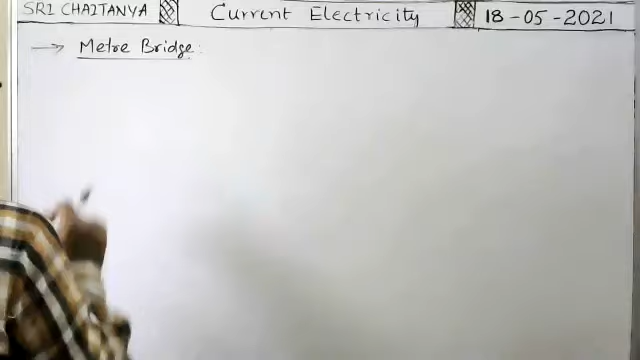 SRI CHAITANYA Current Electricity 18-05-2021
→ Metre Bridge: